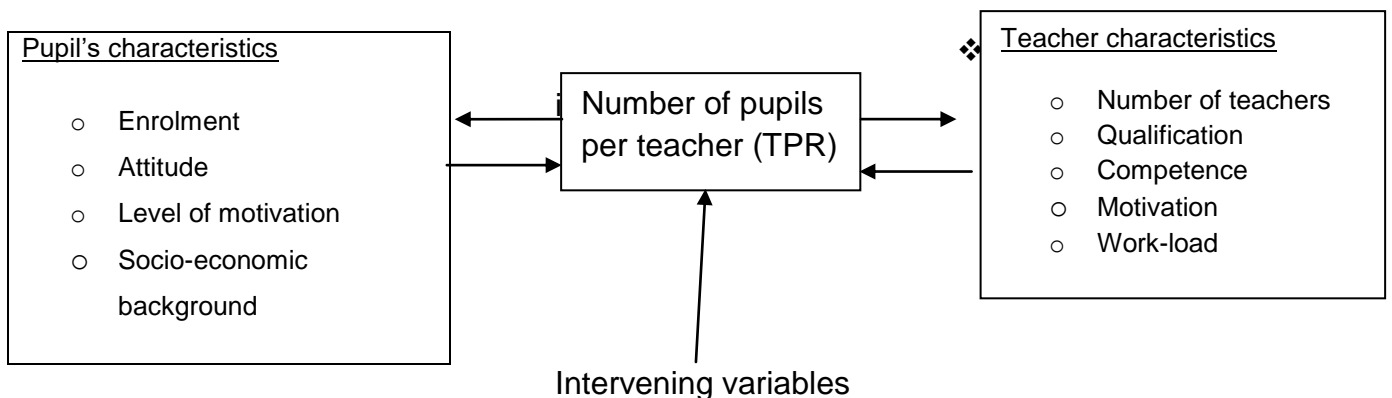 Pupil's characteristics
o Enrolment
o Attitude
o Level of motivation
o Socio-economic
background
Number of pupils
per teacher (TPR)
❖
Teacher characteristics
o Number of teachers
o Qualification
o Competence
o Motivation
o Work-load
Intervening variables